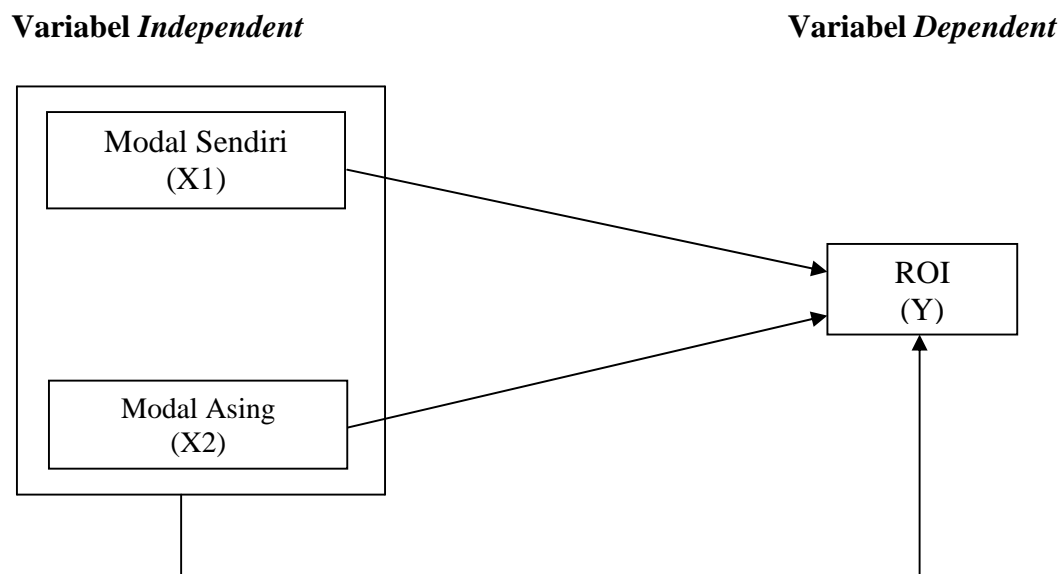 Variabel Independent
Variabel Dependent
Modal Sendiri
(X1)
ROI
(Y)
Modal Asing
(X2)